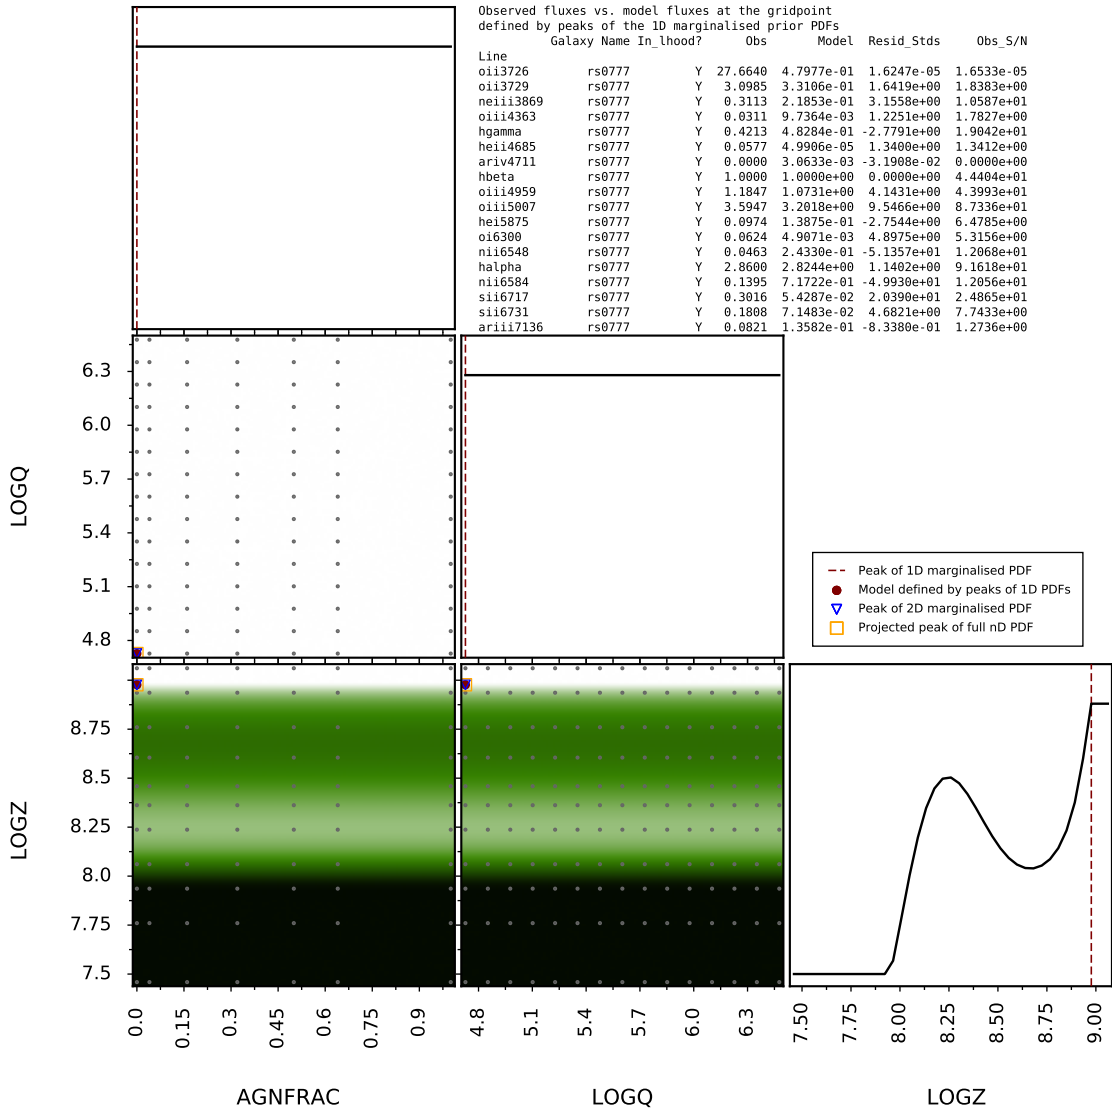 Observed fluxes vs. model fluxes at the gridpoint
defined by peaks of the 1D marginalised prior PDFs
Galaxy Name In_lhood? Obs Model Resid_Stds Obs_S/N
Line
oii3726 rs0777 Y 27.6640 4.7977e-01 1.6247e-05 1.6533e-05
oii3729 rs0777 Y 3.0985 3.3106e-01 1.6419e+00 1.8383e+00
neiii3869 rs0777 Y 0.3113 2.1853e-01 3.1558e+00 1.0587e+01
oiii4363 rs0777 Y 0.0311 9.7364e-03 1.2251e+01 1.7827e+00
hgamma rs0777 Y 0.4213 4.8284e-01 -2.7791e+00 1.9042e+01
heii4685 rs0777 Y 0.0577 4.9906e-05 1.3400e+00 1.3412e+00
ariv4711 rs0777 Y 0.0000 3.0633e-03 -3.1908e-02 0.0000e+00
hbeta rs0777 Y 1.0000 1.0000e+00 0.0000e+00 4.4404e+01
oiii4959 rs0777 Y 1.1847 1.0731e+00 4.1431e+00 4.3993e+01
oiii5007 rs0777 Y 3.5947 3.2018e+00 9.5466e+00 8.7336e+01
hei5875 rs0777 Y 0.0974 1.3875e-01 -2.7544e+00 6.4785e+00
oi6300 rs0777 Y 0.0624 4.9071e-03 4.8975e+00 5.3156e+00
nii6548 rs0777 Y 0.0463 2.4330e-01 -5.1357e+01 1.2068e+01
halpha rs0777 Y 2.8600 2.8244e+00 1.1402e+00 9.1618e+01
nii6584 rs0777 Y 0.1395 7.1722e-01 -4.9930e+01 1.2056e+01
sii6717 rs0777 Y 0.3016 5.4287e-02 2.0390e+01 2.4865e+01
sii6731 rs0777 Y 0.1808 7.1483e-02 4.6821e+00 7.7433e+00
ariii7136 rs0777 Y 0.0821 1.3582e-01 -8.3380e-01 1.2736e+00
6.3
6.0
5.7
5.4
5.1
4.8
LOGQ
Peak of 1D marginalised PDF
Model defined by peaks of 1D PDFs
Peak of 2D marginalised PDF
Projected peak of full nD PDF
8.75
8.5
8.25
8.0
7.75
7.5
LOGZ
0.0 0.15 0.3 0.45 0.6 0.75 0.9
4.8 5.1 5.4 5.7 6.0 6.3
7.50 7.75 8.00 8.25 8.50 8.75 9.00
AGNFRAC LOGQ LOGZ